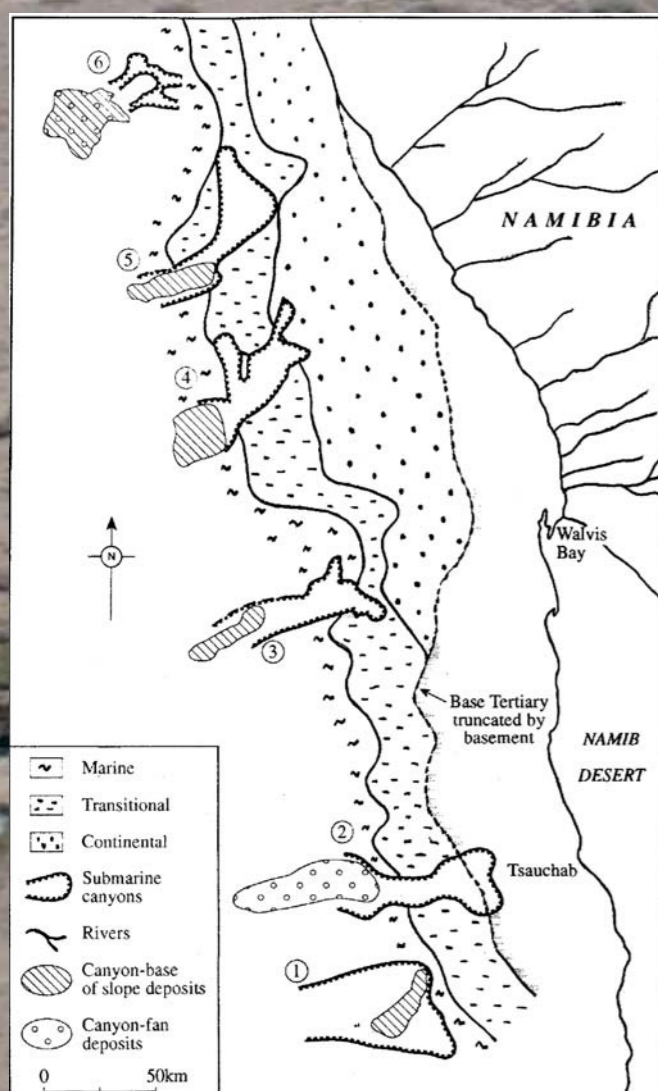 6
NAMIBIA
5
4
N
Walvis
Bay
3
Base Tertiary
truncated by
basement
NAMIB
DESERT
2
Tsauchab
1
Marine
Transitional
Continental
Submarine
canyons
Rivers
Canyon-base
of slope deposits
Canyon-fan
deposits
0 50km